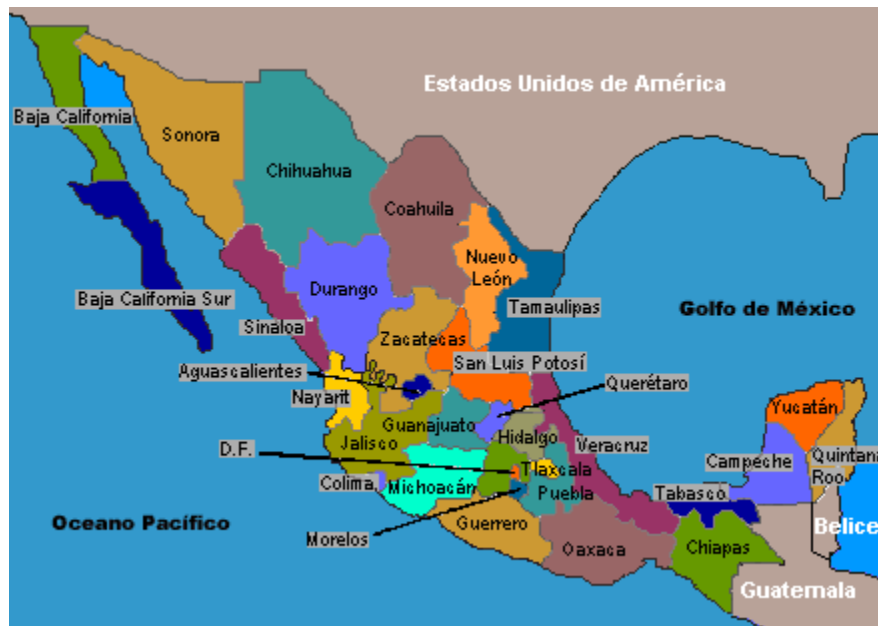 Estados Unidos de América
Baja California
Sonora
Chihuahua
Coahuila
Nuevo
León
Durango
Baja California Sur
Tamaulipas
Golfo de México
Sináloa
Zacatecas
San Luis Potosí
Aguascalientes
Querétaro
Nayarit
Yucatán
Guanajuato
Jalisco
Hidalgo
Veracruz
D.F.
Campeche
Quintana
Roo
Tlaxcala
Colima
Michoacán
Puebla
Tabascó
Oceano Pacífico
Guerrero
Belice
Morelos
Oaxaca
Chiapas
Guatemala